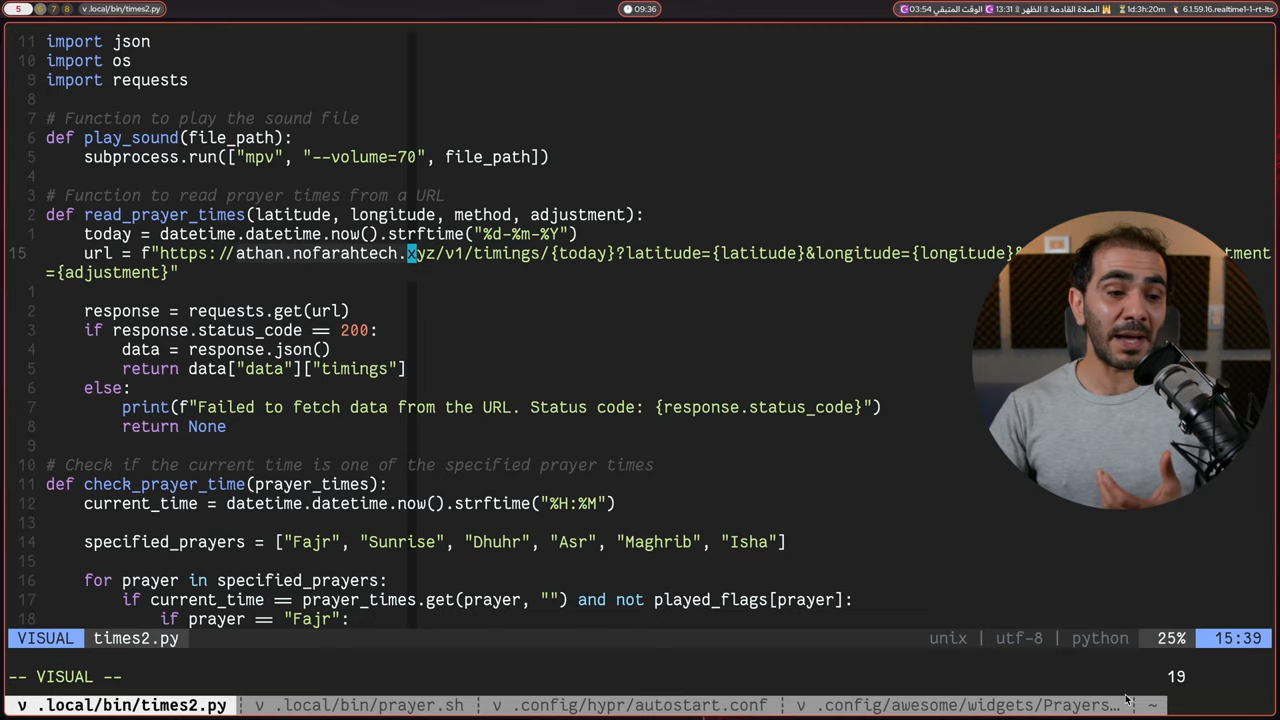 5 6 7 8 v .local/bin/times2.py
09:36
03:54 الصلاة القادمة الظهر 13:31 الوقت المتبقي
1d:3h:20m 6.1.59.16.realtime1-1-rt-lts
11 import json
10 import os
9 import requests
8
7 # Function to play the sound file
6 def play_sound(file_path):
5 subprocess.run(["mpv", "--volume=70", file_path])
4
3 # Function to read prayer times from a URL
2 def read_prayer_times(latitude, longitude, method, adjustment):
1 today = datetime.datetime.now().strftime("%d-%m-%Y")
15 url = f"https://athan.nofarahtech.xyz/v1/timings/{today}?latitude={latitude}&longitude={longitude}& tment
={adjustment}"
1
2 response = requests.get(url)
3 if response.status_code == 200:
4 data = response.json()
5 return data["data"]["timings"]
6 else:
7 print(f"Failed to fetch data from the URL. Status code: {response.status_code}")
8 return None
9
10 # Check if the current time is one of the specified prayer times
11 def check_prayer_time(prayer_times):
12 current_time = datetime.datetime.now().strftime("%H:%M")
13
14 specified_prayers = ["Fajr", "Sunrise", "Dhuhr", "Asr", "Maghrib", "Isha"]
15
16 for prayer in specified_prayers:
17 if current_time == prayer_times.get(prayer, "") and not played_flags[prayer]:
18 if prayer == "Fajr":
VISUAL times2.py unix | utf-8 | python 25% 15:39
-- VISUAL -- 19
v .local/bin/times2.py v .local/bin/prayer.sh v .config/hypr/autostart.conf v .config/awesome/widgets/Prayers… ~